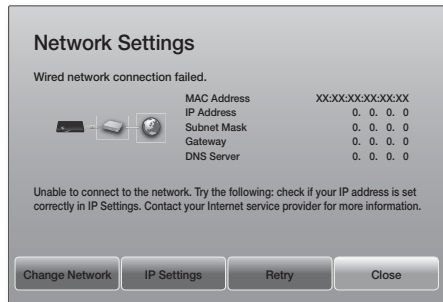 Network Settings
Wired network connection failed.
MAC Address XX:XX:XX:XX:XX:XX
IP Address 0. 0. 0. 0
Subnet Mask 0. 0. 0. 0
Gateway 0. 0. 0. 0
DNS Server 0. 0. 0. 0
Unable to connect to the network. Try the following: check if your IP address is set
correctly in IP Settings. Contact your Internet service provider for more information.
Change Network IP Settings Retry Close